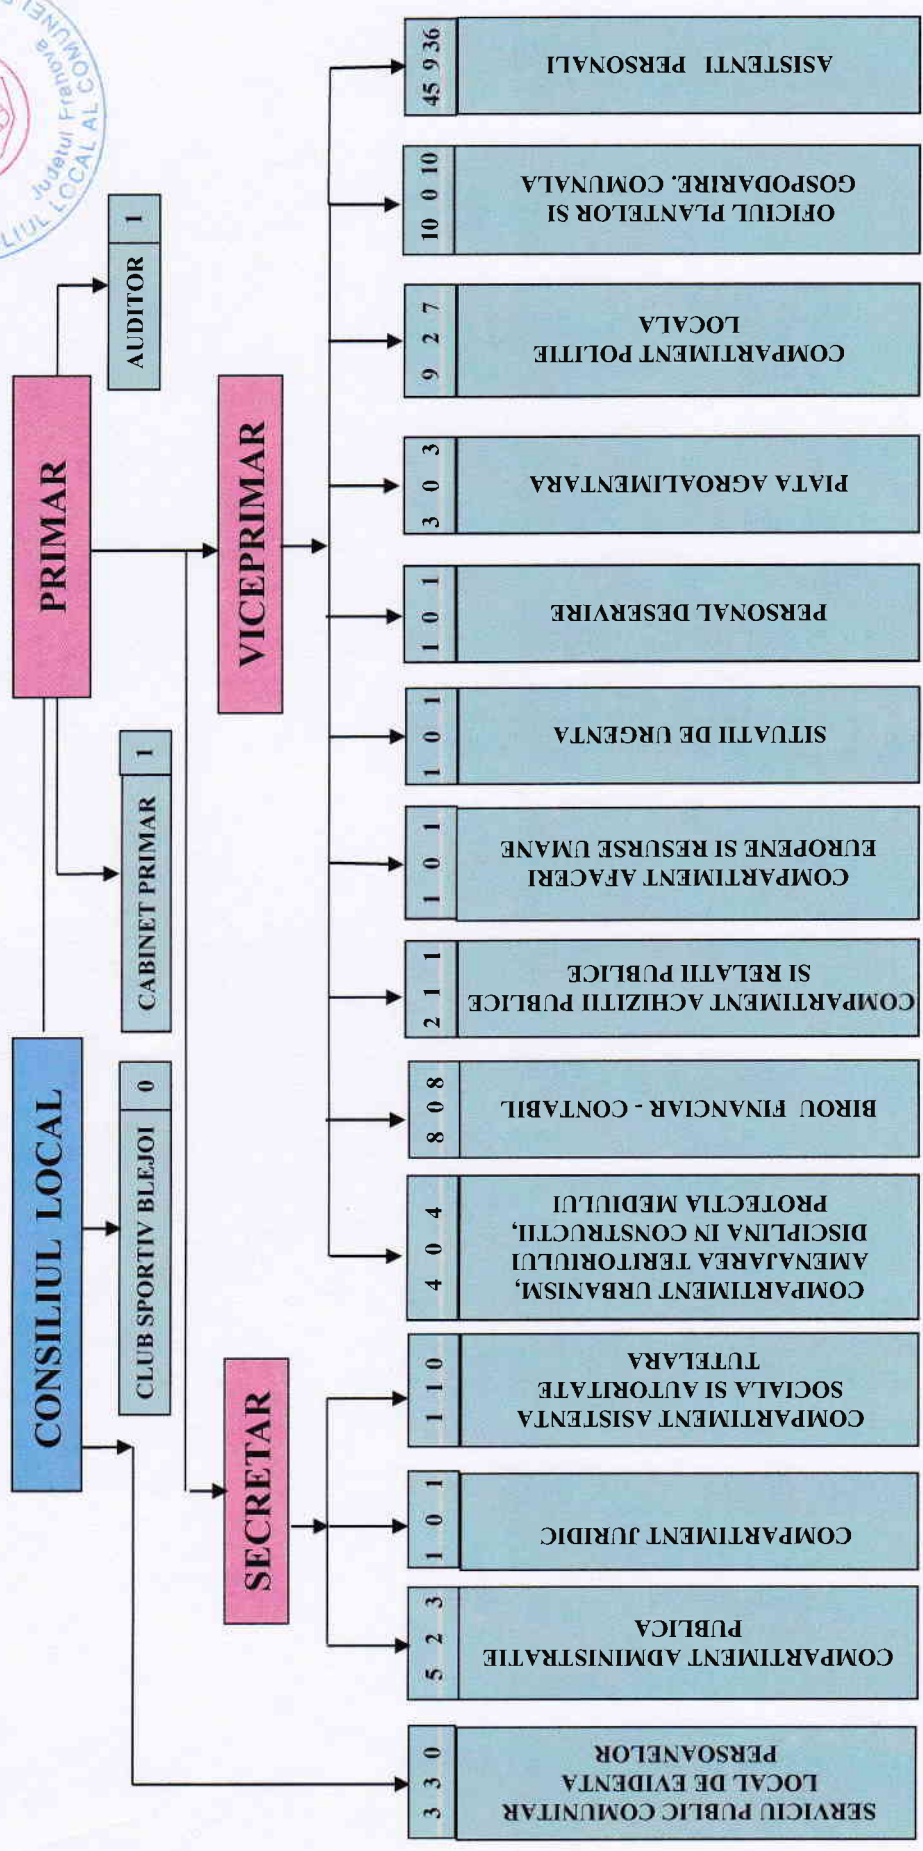 CONSILIUL LOCAL
PRIMAR
Judetul Prahova
LIUL LOCAL AL COMUNEI
CLUB SPORTIV BLEJOI 0
CABINET PRIMAR 1
AUDITOR 1
SECRETAR
VICEPRIMAR
3 3 0
SERVICIU PUBLIC COMUNITAR
LOCAL DE EVIDENTA
PERSOANELOR
5 2 3
COMPARTIMENT ADMINISTRATIE
PUBLICA
1 0 1
COMPARTIMENT JURIDIC
1 1 0
COMPARTIMENT ASISTENTA
SOCIALA SI AUTORITATE
TUTELARA
4 0 4
COMPARTIMENT URBANISM,
AMENAJAREA TERITORIULUI
DISCIPLINA IN CONSTRUCTII,
PROTECTIA MEDIULUI
8 0 8
BIROU FINANCIAR - CONTABIL
2 1 1
COMPARTIMENT ACHIZITII PUBLICE
SI RELATII PUBLICE
1 0 1
COMPARTIMENT AFACERI
EUROPENE SI RESURSE UMANE
1 0 1
SITUATII DE URGENTA
1 0 1
PERSONAL DESERVIRE
3 0 3
PIATA AGROALIMENTARA
9 2 7
COMPARTIMENT POLITIE
LOCALA
10 0 10
OFICIUL PLANTELOR SI
GOSPODARIRE. COMUNALA
45 9 36
ASISTENTI PERSONALI